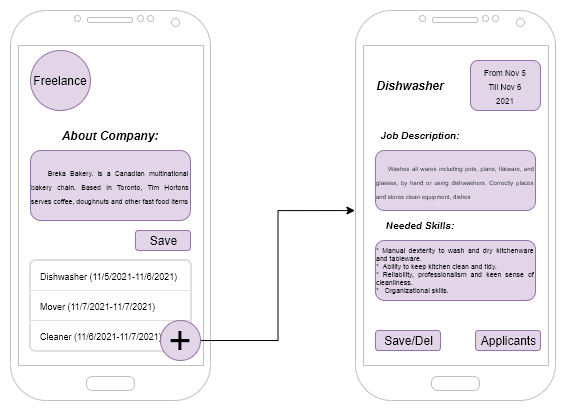 Freelance
About Company:
Breka Bakery. Is a Canadian multinational
bakery chain. Based in Toronto, Tim Hortons
serves coffee, doughnuts and other fast food items
Save
Dishwasher (11/5/2021-11/6/2021)
Mover (11/7/2021-11/7/2021)
Cleaner (11/6/2021-11/7/2021)
+
Dishwasher
From Nov 5
Till Nov 6
2021
Job Description:
Washes all wares including pots, pans, flatware, and
glasses, by hand or using dishwashers. Correctly places
and stores clean equipment, dishes
Needed Skills:
* Manual dexterity to wash and dry kitchenware
and tableware.
* Ability to keep kitchen clean and tidy.
* Reliability, professionalism and keen sense of
cleanliness.
* Organizational skills.
Save/Del
Applicants